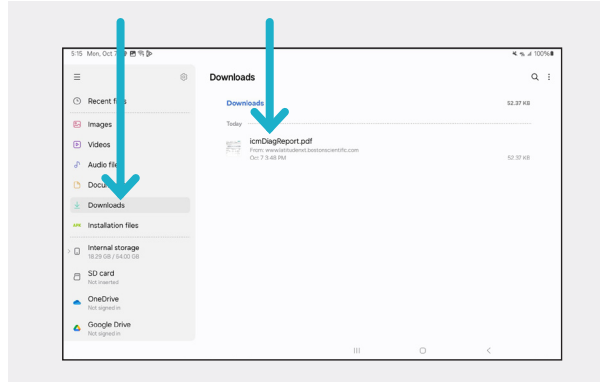 5:15 Mon, Oct 7
100%
Downloads
Recent files
Downloads
52.37 KB
Images
Today
Videos
icmDiagReport.pdf
From: www.latitudenxt.bostonscientific.com
Oct 7 3:48 PM
52.37 KB
Audio files
Downloads
APK Installation files
Internal storage
18.29 GB / 64.00 GB
SD card
Not inserted
OneDrive
Not signed in
Google Drive
Not signed in